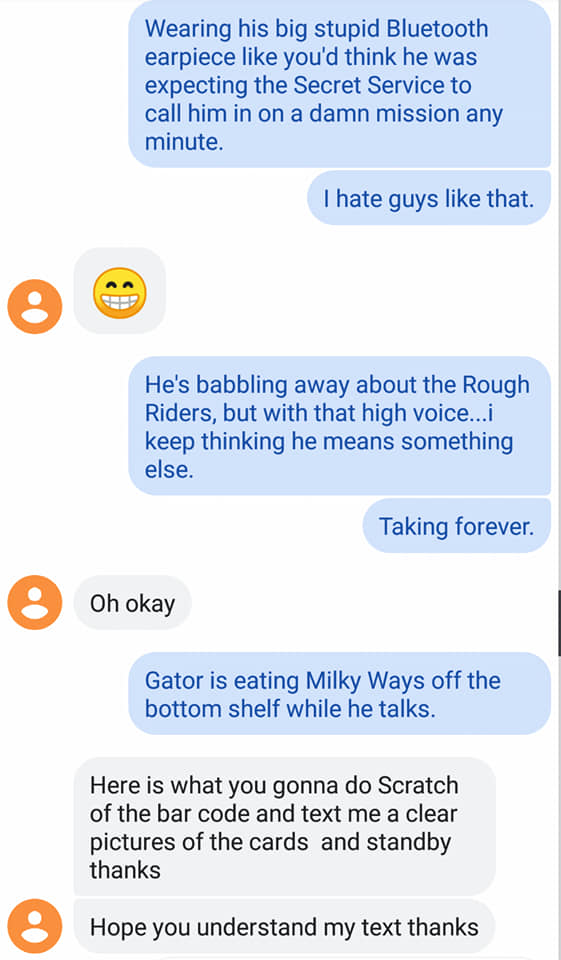 Wearing his big stupid Bluetooth
earpiece like you'd think he was
expecting the Secret Service to
call him in on a damn mission any
minute.
I hate guys like that.
He's babbling away about the Rough
Riders, but with that high voice...i
keep thinking he means something
else.
Taking forever.
Oh okay
Gator is eating Milky Ways off the
bottom shelf while he talks.
Here is what you gonna do Scratch
of the bar code and text me a clear
pictures of the cards  and standby
thanks
Hope you understand my text thanks